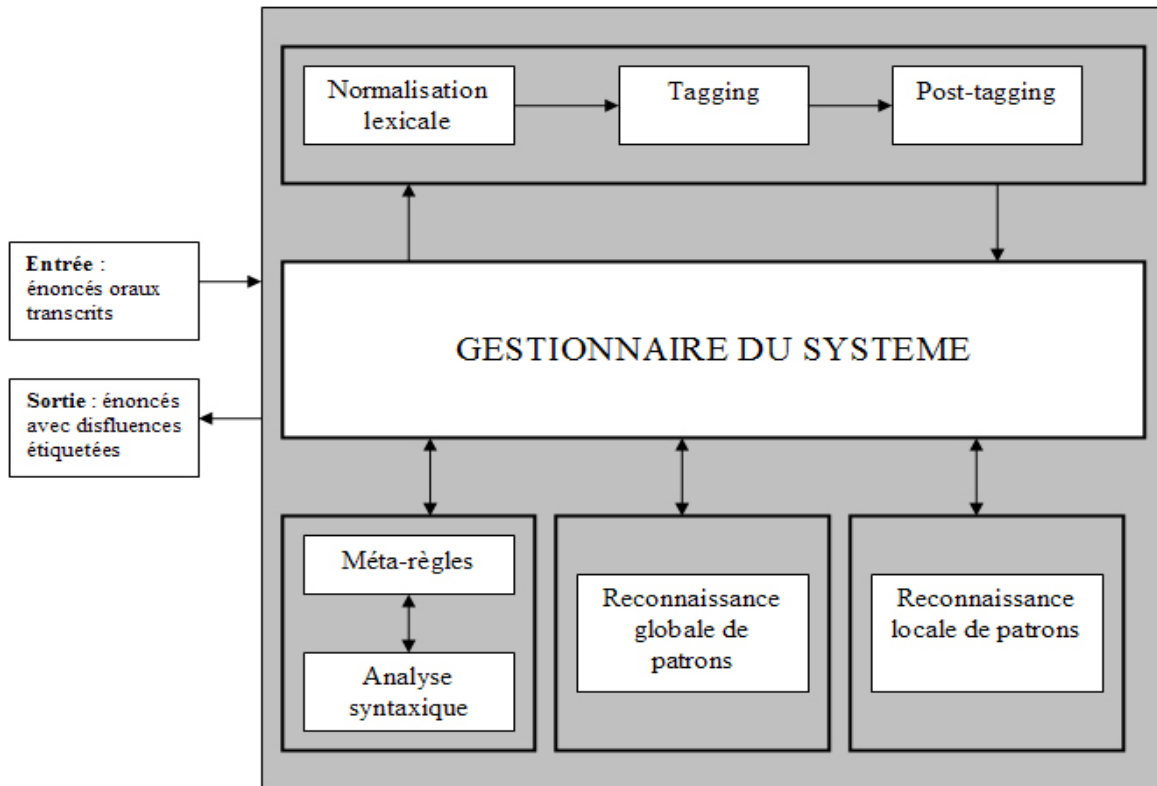 Normalisation
lexicale
Tagging
Post-tagging
Entrée :
énoncés oraux
transcrits
GESTIONNAIRE DU SYSTEME
Sortie : énoncés
avec disfluences
étiquetées
Méta-règles
Analyse
syntaxique
Reconnaissance
globale de
patrons
Reconnaissance
locale de patrons